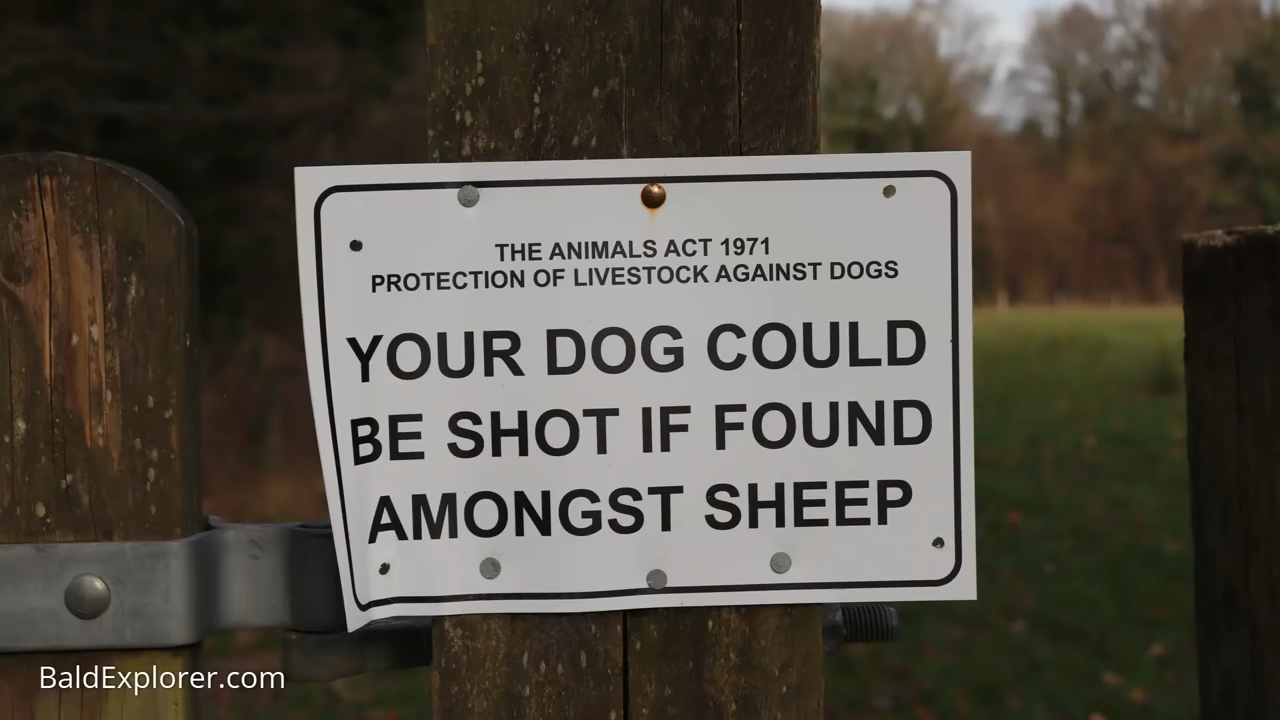 THE ANIMALS ACT 1971
PROTECTION OF LIVESTOCK AGAINST DOGS
YOUR DOG COULD
BE SHOT IF FOUND
AMONGST SHEEP
BaldExplorer.com